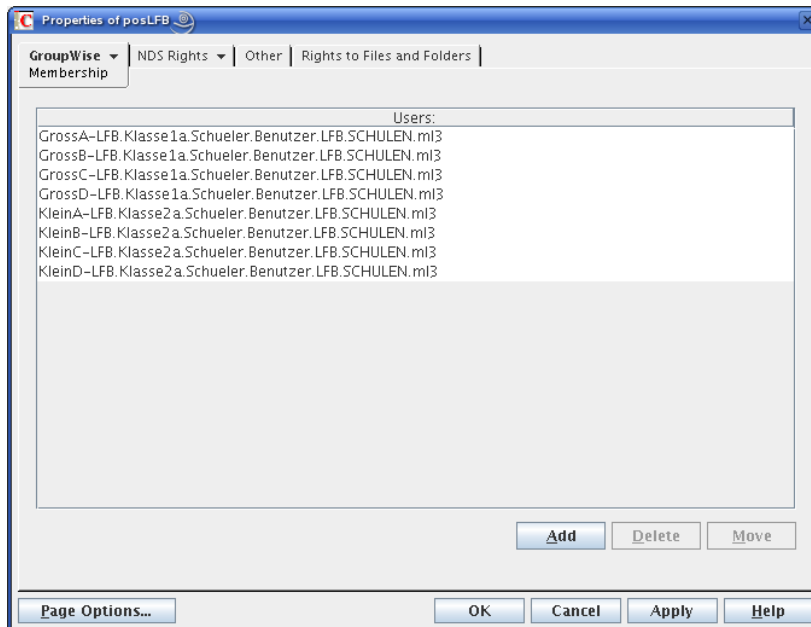 Properties of posLFB
GroupWise NDS Rights Other Rights to Files and Folders
Membership
Users:
GrossA-LFB.Klasse1a.Schueler.Benutzer.LFB.SCHULEN.ml3
GrossB-LFB.Klasse1a.Schueler.Benutzer.LFB.SCHULEN.ml3
GrossC-LFB.Klasse1a.Schueler.Benutzer.LFB.SCHULEN.ml3
GrossD-LFB.Klasse1a.Schueler.Benutzer.LFB.SCHULEN.ml3
KleinA-LFB.Klasse2a.Schueler.Benutzer.LFB.SCHULEN.ml3
KleinB-LFB.Klasse2a.Schueler.Benutzer.LFB.SCHULEN.ml3
KleinC-LFB.Klasse2a.Schueler.Benutzer.LFB.SCHULEN.ml3
KleinD-LFB.Klasse2a.Schueler.Benutzer.LFB.SCHULEN.ml3
Add Delete Move
Page Options... OK Cancel Apply Help